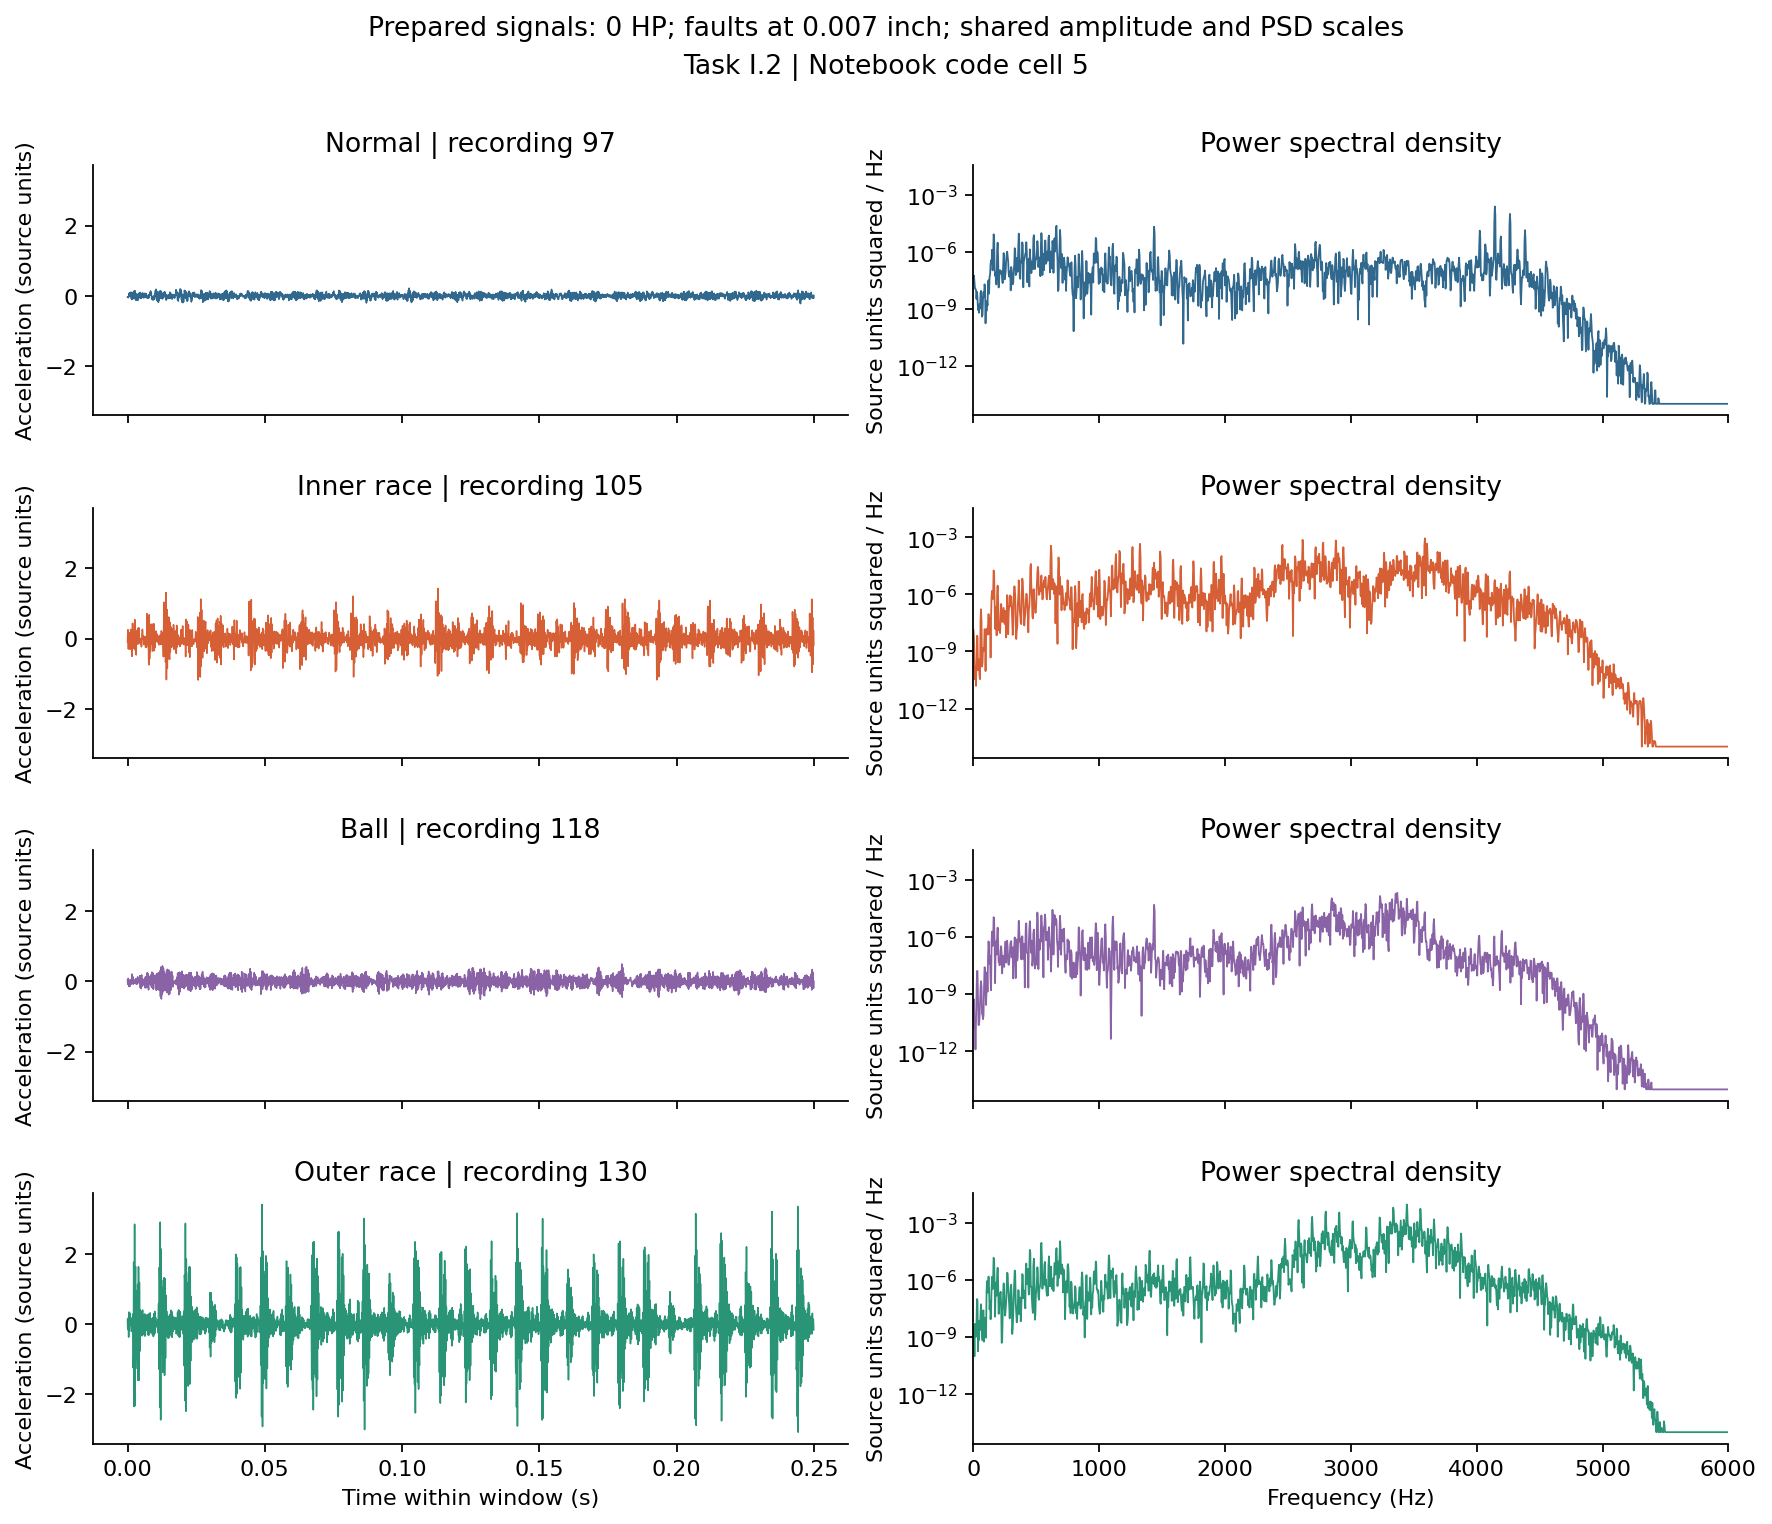 Prepared signals: 0 HP; faults at 0.007 inch; shared amplitude and PSD scales
Task I.2 | Notebook code cell 5
Normal | recording 97
Power spectral density
Acceleration (source units)
2
0
−2
Source units squared / Hz
10⁻³
10⁻⁶
10⁻⁹
10⁻¹²
Inner race | recording 105
Power spectral density
Acceleration (source units)
2
0
−2
Source units squared / Hz
10⁻³
10⁻⁶
10⁻⁹
10⁻¹²
Ball | recording 118
Power spectral density
Acceleration (source units)
2
0
−2
Source units squared / Hz
10⁻³
10⁻⁶
10⁻⁹
10⁻¹²
Outer race | recording 130
Power spectral density
Acceleration (source units)
2
0
−2
Source units squared / Hz
10⁻³
10⁻⁶
10⁻⁹
10⁻¹²
0.00 0.05 0.10 0.15 0.20 0.25
Time within window (s)
0 1000 2000 3000 4000 5000 6000
Frequency (Hz)